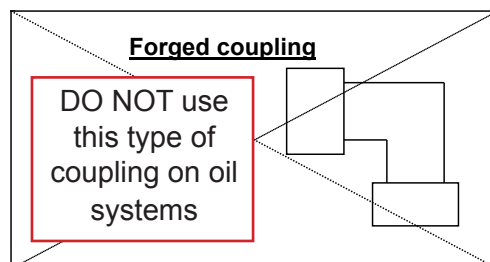 Forged coupling
DO NOT use
this type of
coupling on oil
systems